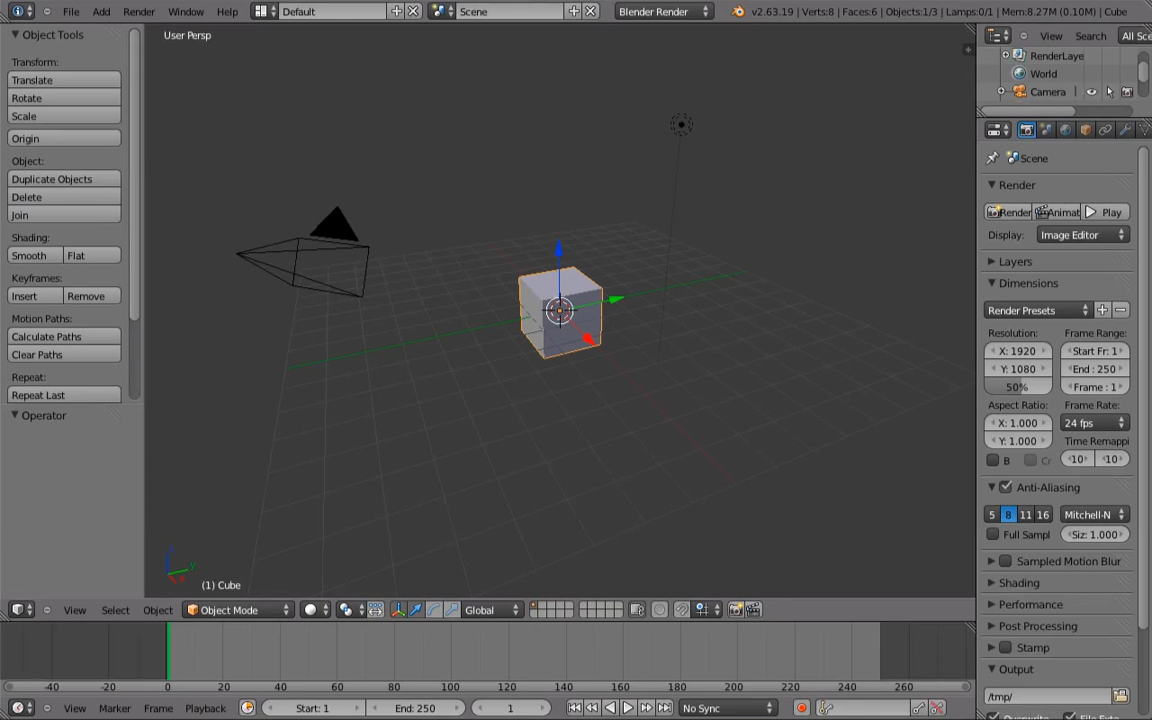 File Add Render Window Help Default Scene Blender Render v2.63.19 | Verts:8 | Faces:6 | Objects:1/3 | Lamps:0/1 | Mem:8.27M (0.10M) | Cube
Object Tools
Transform:
Translate
Rotate
Scale
Origin
Object:
Duplicate Objects
Delete
Join
Shading:
Smooth Flat
Keyframes:
Insert Remove
Motion Paths:
Calculate Paths
Clear Paths
Repeat:
Repeat Last
Operator
User Persp
z
y
x
(1) Cube
View Select Object Object Mode Global
-40 -20 0 20 40 60 80 100 120 140 160 180 200 220 240 260
View Marker Frame Playback Start: 1 End: 250 1 No Sync
View Search All Sce
RenderLaye
World
Camera
Scene
Render
Render Animat Play
Display: Image Editor
Layers
Dimensions
Render Presets
Resolution: Frame Range:
X: 1920 Start Fr: 1
Y: 1080 End : 250
50% Frame : 1
Aspect Ratio: Frame Rate:
X: 1.000 24 fps
Y: 1.000 Time Remappi
B Cr 10 10
Anti-Aliasing
5 8 11 16 Mitchell-N
Full Sampl Siz: 1.000
Sampled Motion Blur
Shading
Performance
Post Processing
Stamp
Output
/tmp/
Overwrite File Exte